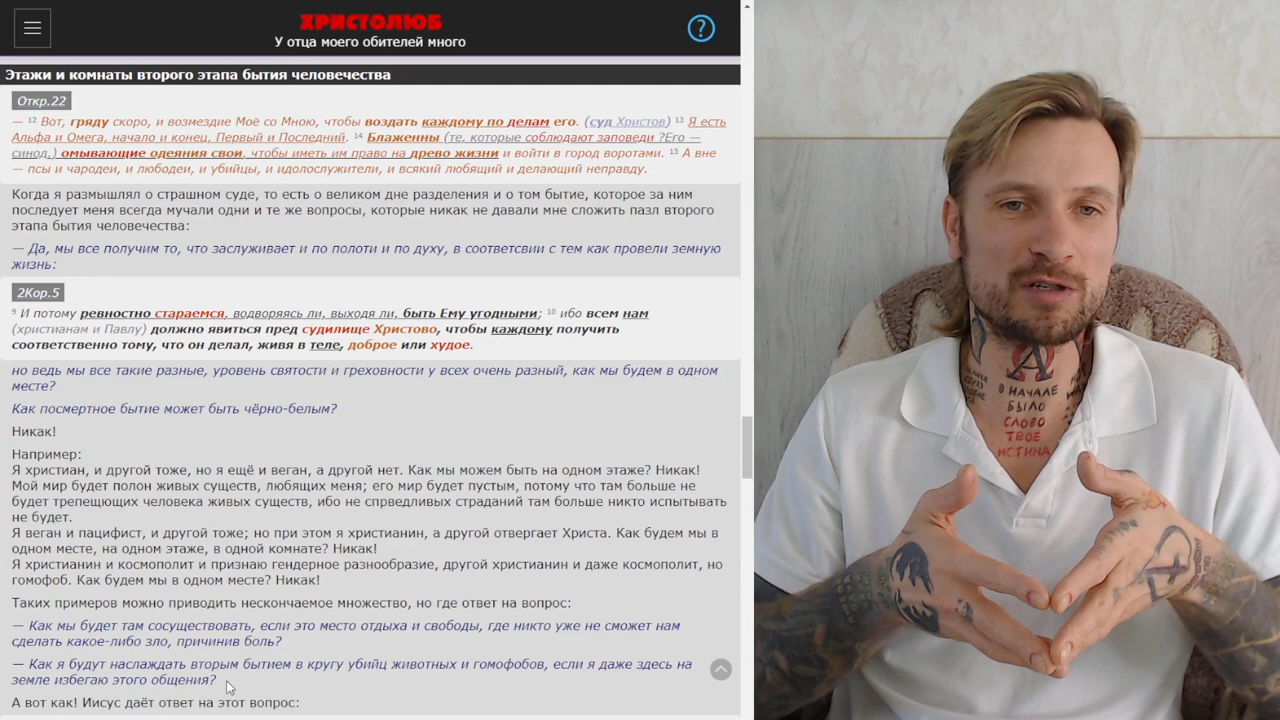 ХРИСТОЛЮБ
У отца моего обителей много
Этажи и комнаты второго этапа бытия человечества
Откр.22
— 12 Вот, гряду скоро, и возмездие Моё со Мною, чтобы воздать каждому по делам его. (суд Христов) 13 Я есть
Альфа и Омега, начало и конец, Первый и Последний. 14 Блаженны (те, которые соблюдают заповеди ?Его —
синод.) омывающие одеяния свои, чтобы иметь им право на древо жизни и войти в город воротами. 15 А вне
— псы и чародеи, и любодеи, и убийцы, и идолослужители, и всякий любящий и делающий неправду.
Когда я размышлял о страшном суде, то есть о великом дне разделения и о том бытие, которое за ним
последует меня всегда мучали одни и те же вопросы, которые никак не давали мне сложить пазл второго
этапа бытия человечества:
— Да, мы все получим то, что заслуживает и по полоти и по духу, в соответсвии с тем как провели земную
жизнь:
2Кор.5
9 И потому ревностно стараемся, водворяясь ли, выходя ли, быть Ему угодными; 10 ибо всем нам
(христианам и Павлу) должно явиться пред судилище Христово, чтобы каждому получить
соответственно тому, что он делал, живя в теле, доброе или худое.
но ведь мы все такие разные, уровень святости и греховности у всех очень разный, как мы будем в одном
месте?
Как посмертное бытие может быть чёрно-белым?
Никак!
Например:
Я христиан, и другой тоже, но я ещё и веган, а другой нет. Как мы можем быть на одном этаже? Никак!
Мой мир будет полон живых существ, любящих меня; его мир будет пустым, потому что там больше не
будет трепещющих человека живых существ, ибо не спрведливых страданий там больше никто испытывать
не будет.
Я веган и пацифист, и другой тоже; но при этом я христианин, а другой отвергает Христа. Как будем мы в
одном месте, на одном этаже, в одной комнате? Никак!
Я христианин и космополит и признаю гендерное разнообразие, другой христианин и даже космополит, но
гомофоб. Как будем мы в одном месте? Никак!
Таких примеров можно приводить нескончаемое множество, но где ответ на вопрос:
— Как мы будет там сосуществовать, если это место отдыха и свободы, где никто уже не сможет нам
сделать какое-либо зло, причинив боль?
— Как я будут наслаждать вторым бытием в кругу убийц животных и гомофобов, если я даже здесь на
земле избегаю этого общения?
А вот как! Иисус даёт ответ на этот вопрос:
В НАЧАЛЕ
БЫЛО
СЛОВО
ТВОЕ
ИСТИНА